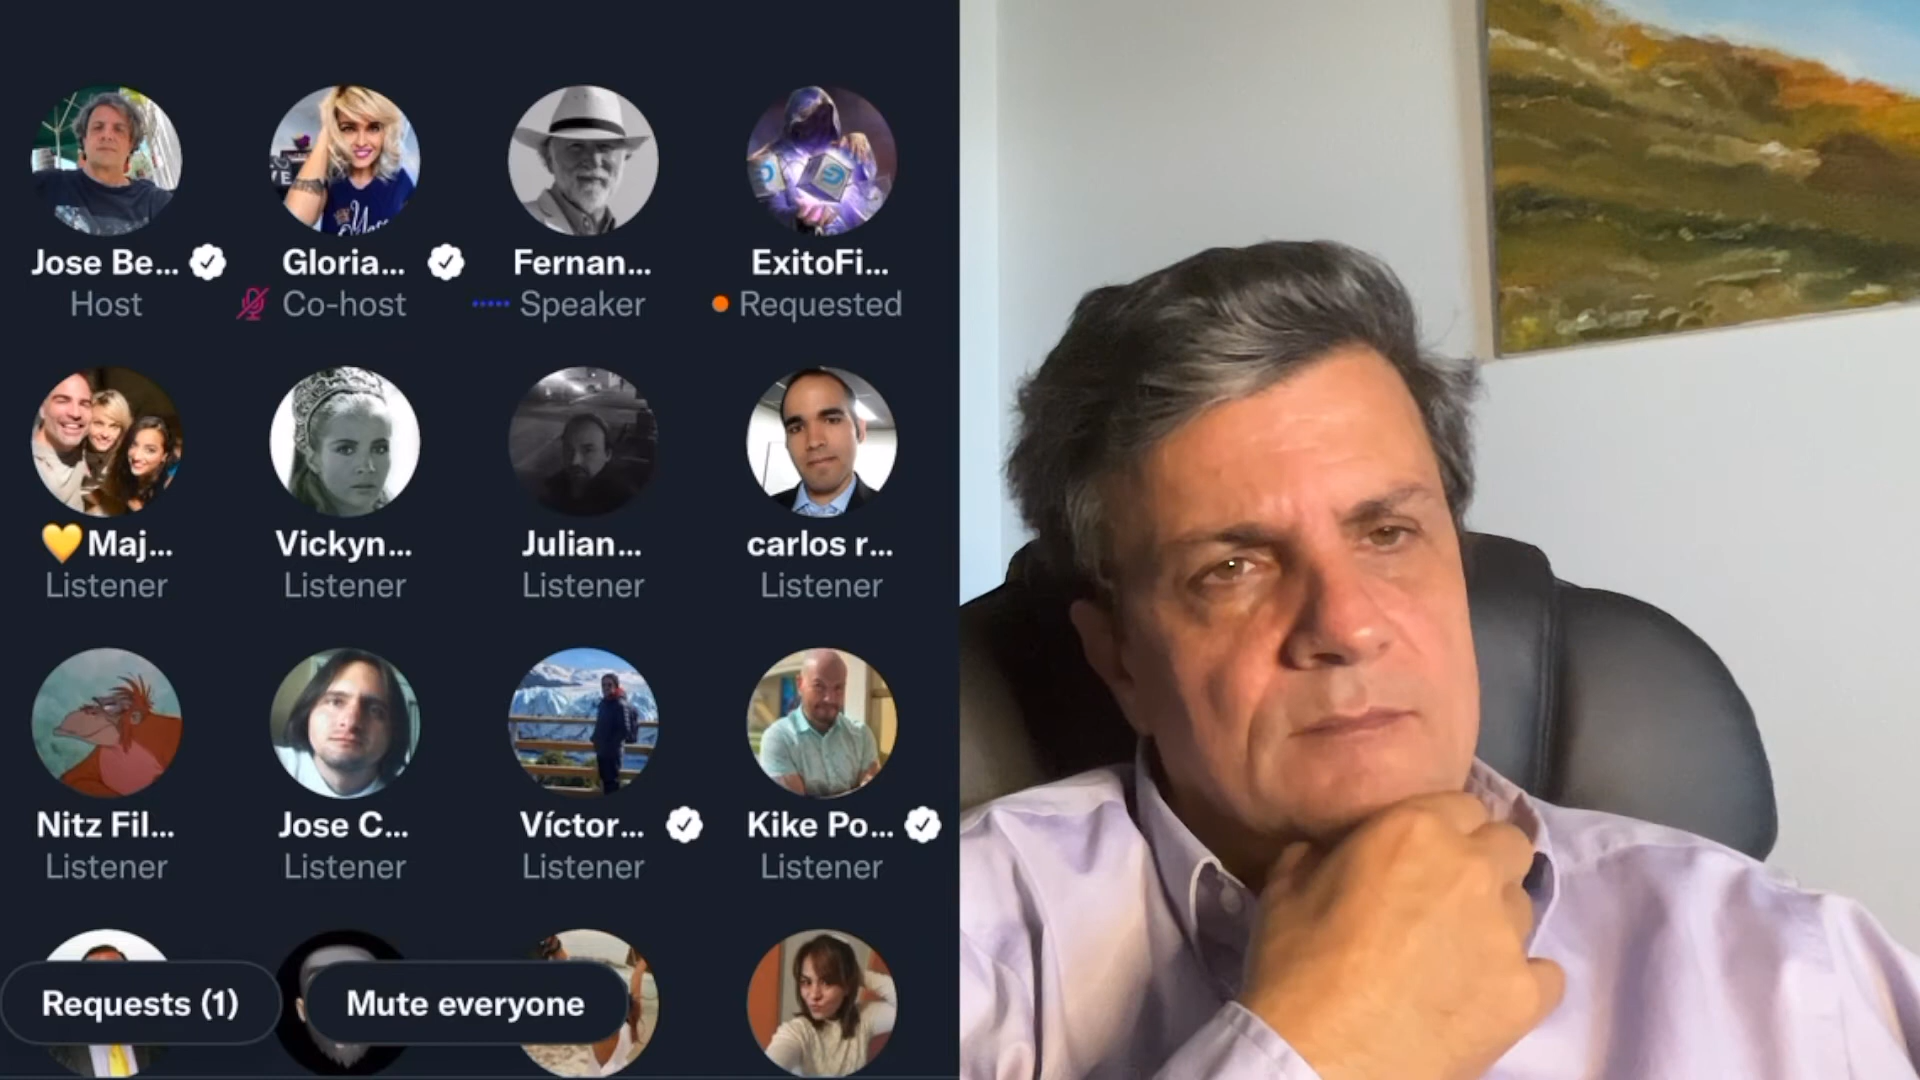 Jose Be... Gloria... Fernan... ExitoFi...
Host Co-host Speaker Requested
💛Maj... Vickyn... Julian... carlos r...
Listener Listener Listener Listener
Nitz Fil... Jose C... Víctor... Kike Po...
Listener Listener Listener Listener
Requests (1) Mute everyone